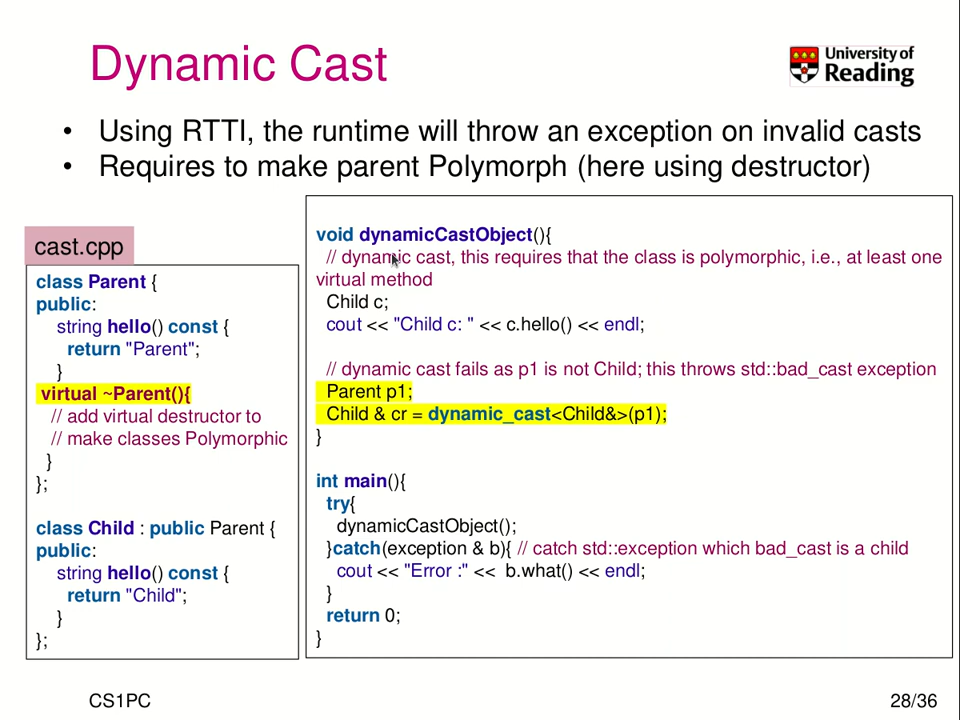 Dynamic Cast
University of
Reading
• Using RTTI, the runtime will throw an exception on invalid casts
• Requires to make parent Polymorph (here using destructor)
cast.cpp
class Parent {
public:
string hello() const {
return "Parent";
}
virtual ~Parent(){
// add virtual destructor to
// make classes Polymorphic
}
};
class Child : public Parent {
public:
string hello() const {
return "Child";
}
};
void dynamicCastObject(){
// dynamic cast, this requires that the class is polymorphic, i.e., at least one
virtual method
Child c;
cout << "Child c: " << c.hello() << endl;
// dynamic cast fails as p1 is not Child; this throws std::bad_cast exception
Parent p1;
Child & cr = dynamic_cast<Child&>(p1);
}
int main(){
try{
dynamicCastObject();
}catch(exception & b){ // catch std::exception which bad_cast is a child
cout << "Error :" << b.what() << endl;
}
return 0;
}
CS1PC
28/36